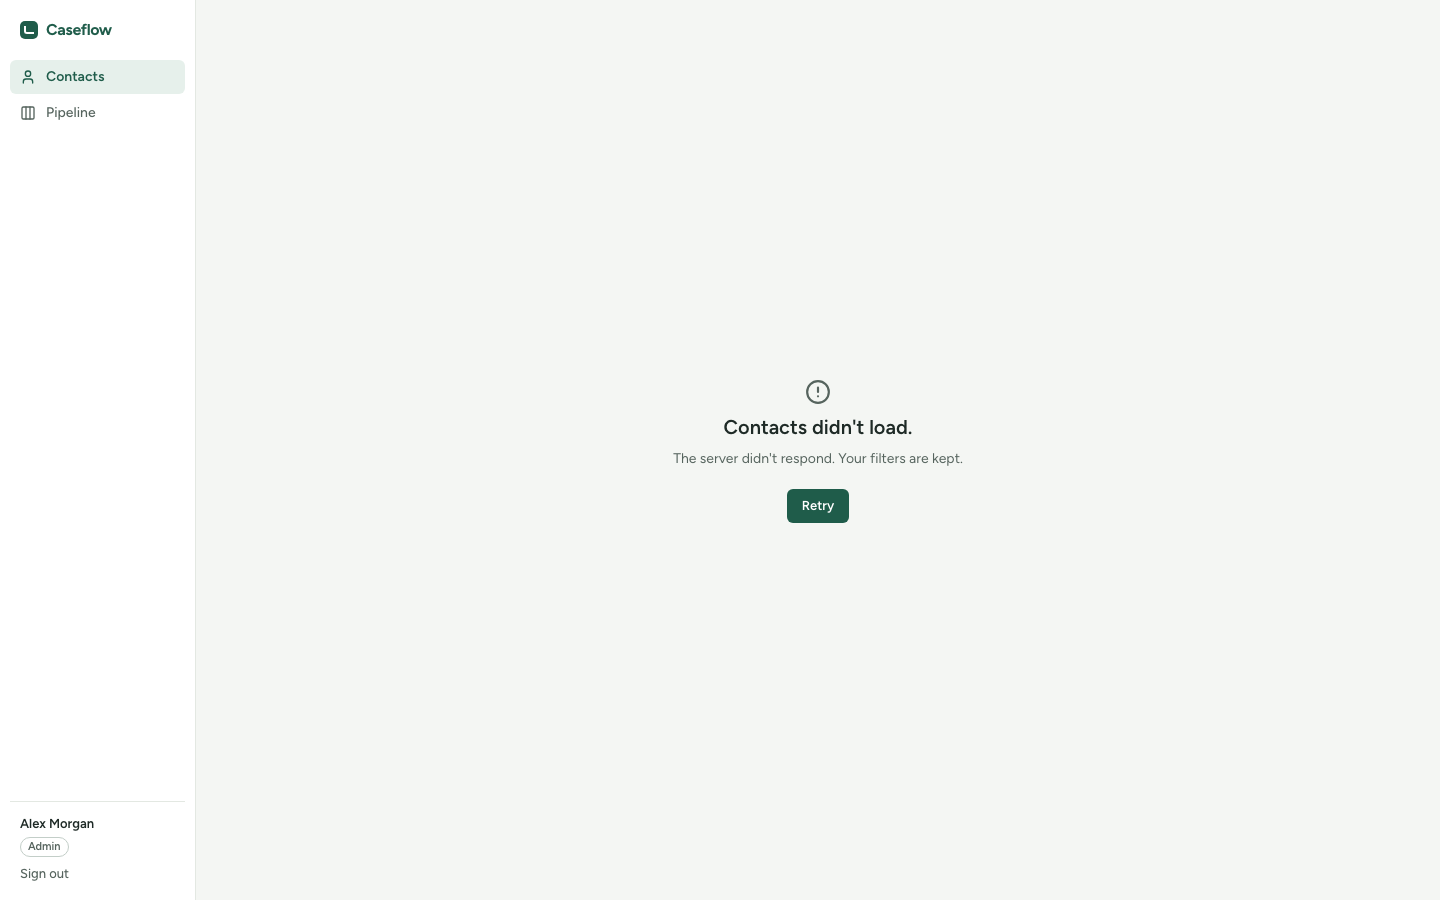 Caseflow
Contacts
Pipeline
Contacts didn't load.
The server didn't respond. Your filters are kept.
Retry
Alex Morgan
Admin
Sign out